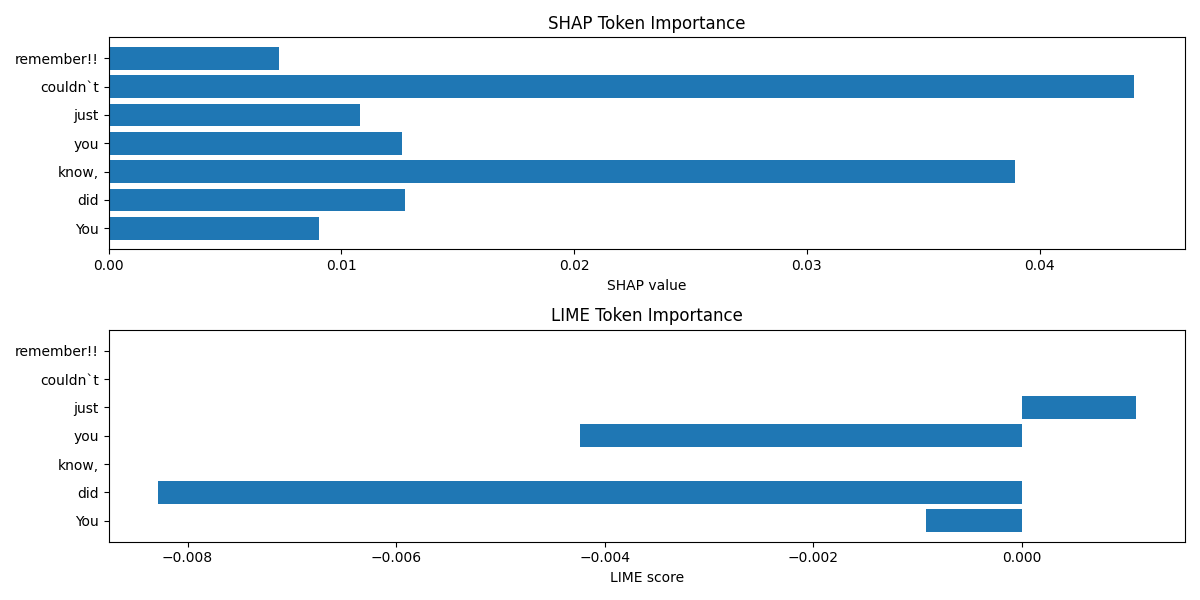 SHAP Token Importance
remember!!
couldn`t
just
you
know,
did
You
0.00 0.01 0.02 0.03 0.04
SHAP value
LIME Token Importance
remember!!
couldn`t
just
you
know,
did
You
−0.008 −0.006 −0.004 −0.002 0.000
LIME score